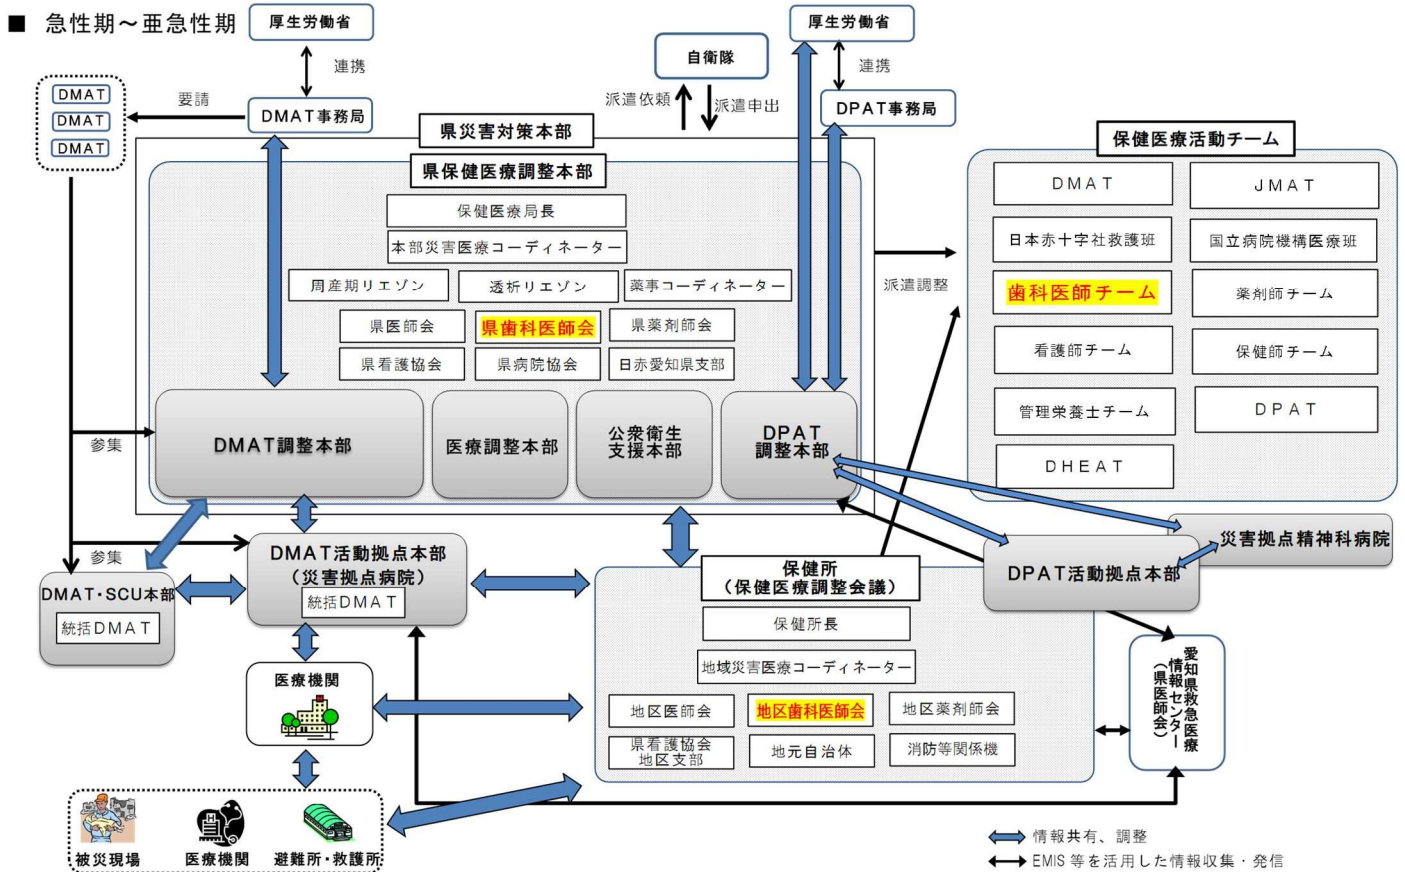 ■ 急性期~亜急性期
厚生労働省
連携
DMAT事務局
要請
DMAT
DMAT
DMAT
自衛隊
派遣依頼
派遣申出
厚生労働省
連携
DPAT事務局
県災害対策本部
県保健医療調整本部
保健医療局長
本部災害医療コーディネーター
周産期リエゾン
透析リエゾン
薬事コーディネーター
県医師会
県歯科医師会
県薬剤師会
県看護協会
県病院協会
日赤愛知県支部
DMAT調整本部
医療調整本部
公衆衛生
支援本部
DPAT
調整本部
派遣調整
保健医療活動チーム
DMAT
JMAT
日本赤十字社救護班
国立病院機構医療班
歯科医師チーム
薬剤師チーム
看護師チーム
保健師チーム
管理栄養士チーム
DPAT
DHEAT
参集
参集
DMAT・SCU本部
統括DMAT
DMAT活動拠点本部
(災害拠点病院)
統括DMAT
保健所
(保健医療調整会議)
保健所長
地域災害医療コーディネーター
地区医師会
地区歯科医師会
地区薬剤師会
県看護協会
地区支部
地元自治体
消防等関係機
DPAT活動拠点本部
災害拠点精神科病院
愛知県救急医療
情報センター
(県医師会)
医療機関
被災現場
医療機関
避難所・救護所
情報共有、調整
EMIS等を活用した情報収集・発信